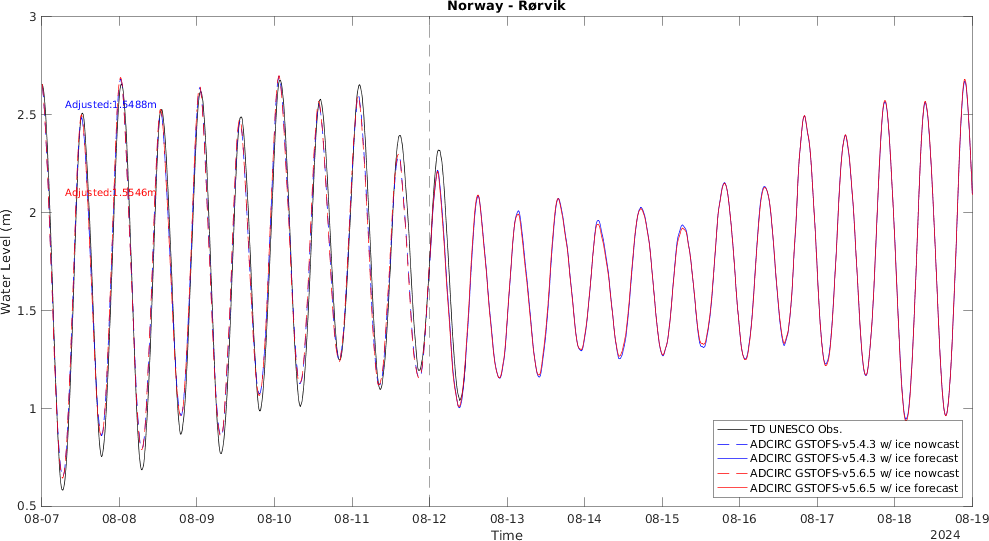 Norway - Rørvik
3
2.5
2
1.5
1
0.5
Water Level (m)
Adjusted:1.5488m
Adjusted:1.5546m
TD UNESCO Obs.
ADCIRC GSTOFS-v5.4.3 w/ ice nowcast
ADCIRC GSTOFS-v5.4.3 w/ ice forecast
ADCIRC GSTOFS-v5.6.5 w/ ice nowcast
ADCIRC GSTOFS-v5.6.5 w/ ice forecast
08-07 08-08 08-09 08-10 08-11 08-12 08-13 08-14 08-15 08-16 08-17 08-18 08-19
Time
2024